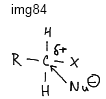 img84
H
δ+
R - C - X
H
Nu⊖